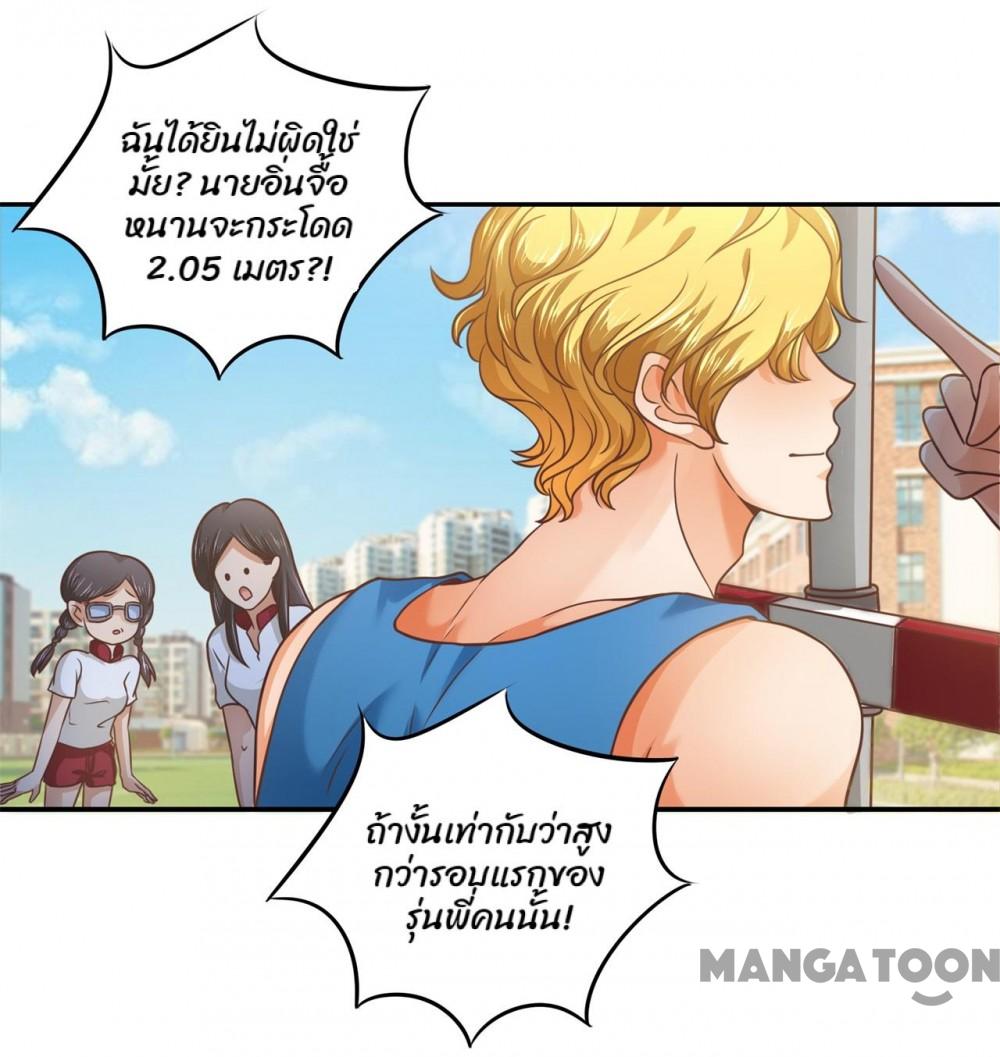 ฉันได้ยินไม่ผิดใช่
มั้ย? นายอิ่นจื้อ
หนานจะกระโดด
2.05 เมตร?!
ถ้างั้นเท่ากับว่าสูง
กว่ารอบแรกของ
รุ่นพี่คนนั้น!
MANGATOON